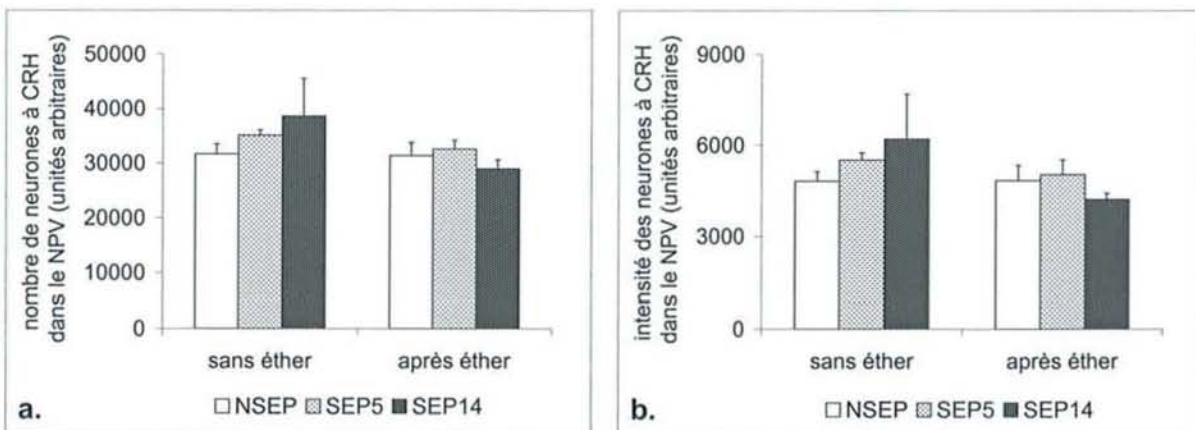 nombre de neurones à CRH
dans le NPV (unités arbitraires)
50000
40000
30000
20000
10000
0
sans éther
après éther
a.
NSEP
SEP5
SEP14
intensité des neurones à CRH
dans le NPV (unités arbitraires)
9000
6000
3000
0
sans éther
après éther
b.
NSEP
SEP5
SEP14